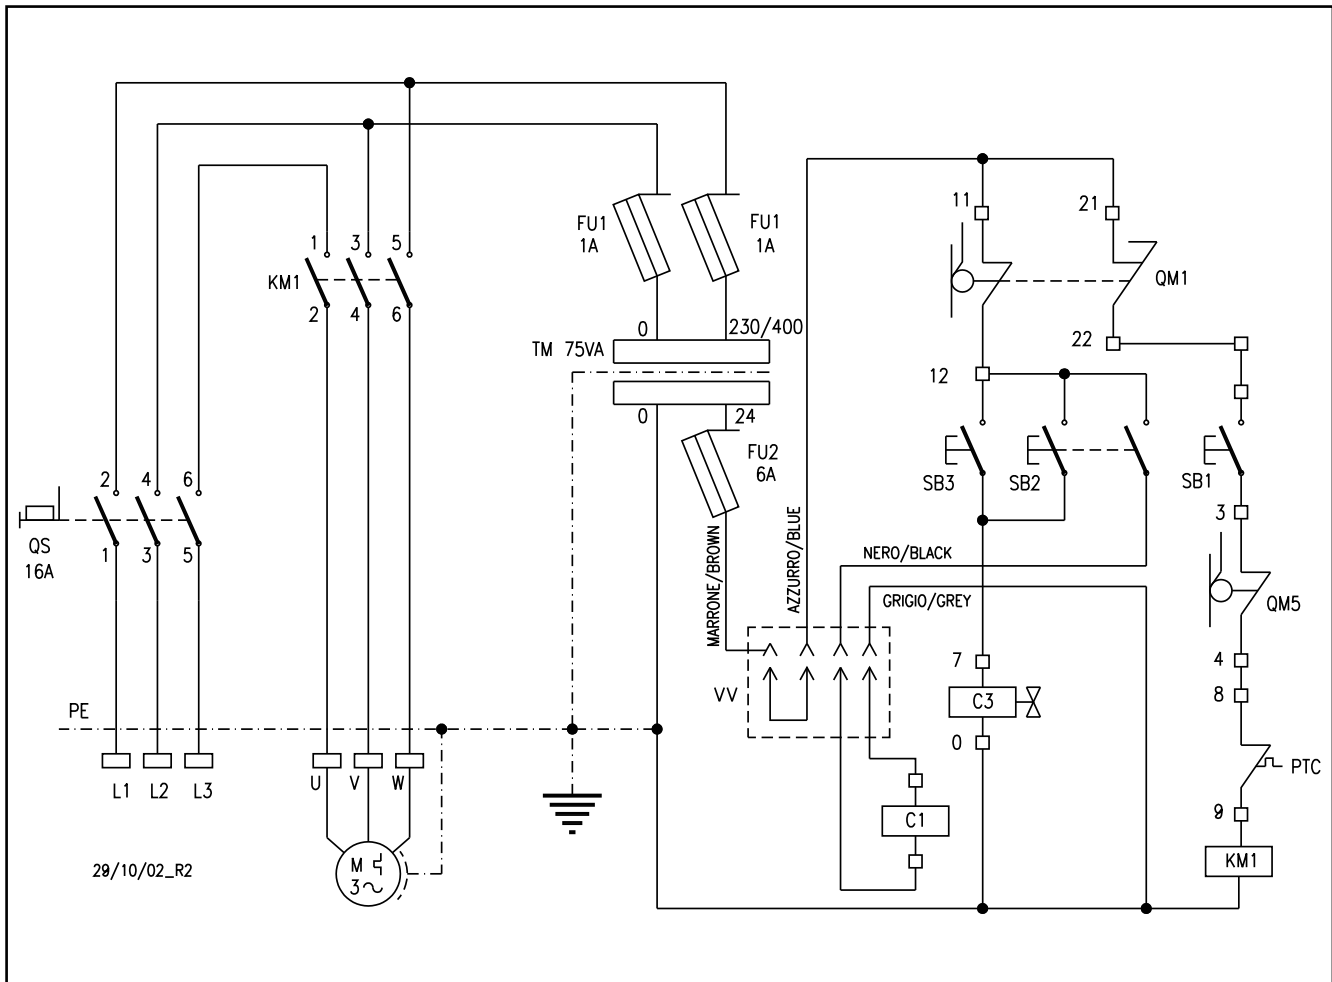 11
21
FU1
1A
FU1
1A
1
3
5
KM1
2
4
6
QM1
0
230/400
TM 75VA
22
12
0
24
FU2
6A
2
4
6
SB3
SB2
SB1
QS
16A
1
3
5
3
MARRONE/BROWN
AZZURRO/BLUE
NERO/BLACK
GRIGIO/GREY
QM5
7
4
8
VV
C3
PE
0
L1
L2
L3
U
V
W
PTC
9
C1
M
3
KM1
29/10/02_R2